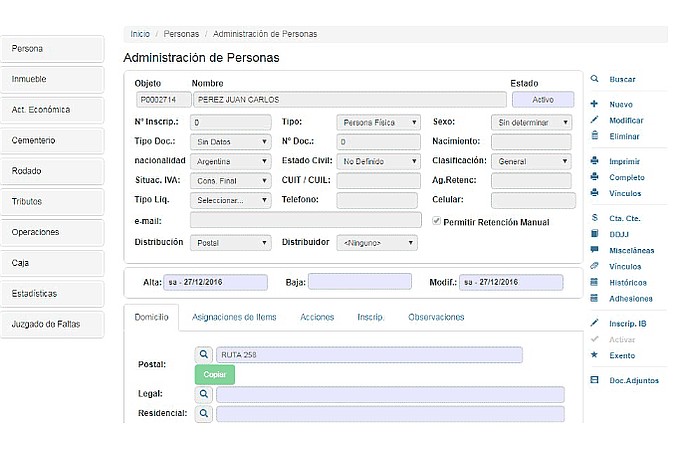 Inicio / Personas / Administración de Personas
Administración de Personas
Persona
Inmueble
Act. Económica
Cementerio
Rodado
Tributos
Operaciones
Caja
Estadísticas
Juzgado de Faltas
Objeto Nombre Estado
P0002714 PEREZ JUAN CARLOS Activo
Nº Inscrip.: 0 Tipo: Persona Física Sexo: Sin determinar
Tipo Doc.: Sin Datos Nº Doc.: 0 Nacimiento:
nacionalidad Argentina Estado Civil: No Definido Clasificación: General
Situac. IVA: Cons. Final CUIT / CUIL: Ag.Retenc:
Tipo Liq. Seleccionar... Telefono: Celular:
e-mail: Permitir Retención Manual
Distribución Postal Distribuidor <Ninguno>
Alta: sa - 27/12/2016 Baja: Modif.: sa - 27/12/2016
Domicilio Asignaciones de Items Acciones Inscrip. Observaciones
Postal: RUTA 258
Copiar
Legal:
Residencial:
Buscar
Nuevo
Modificar
Eliminar
Imprimir
Completo
Vínculos
Cta. Cte.
DDJJ
Misceláneas
Vínculos
Históricos
Adhesiones
Inscrip. IB
Activar
Exento
Doc.Adjuntos